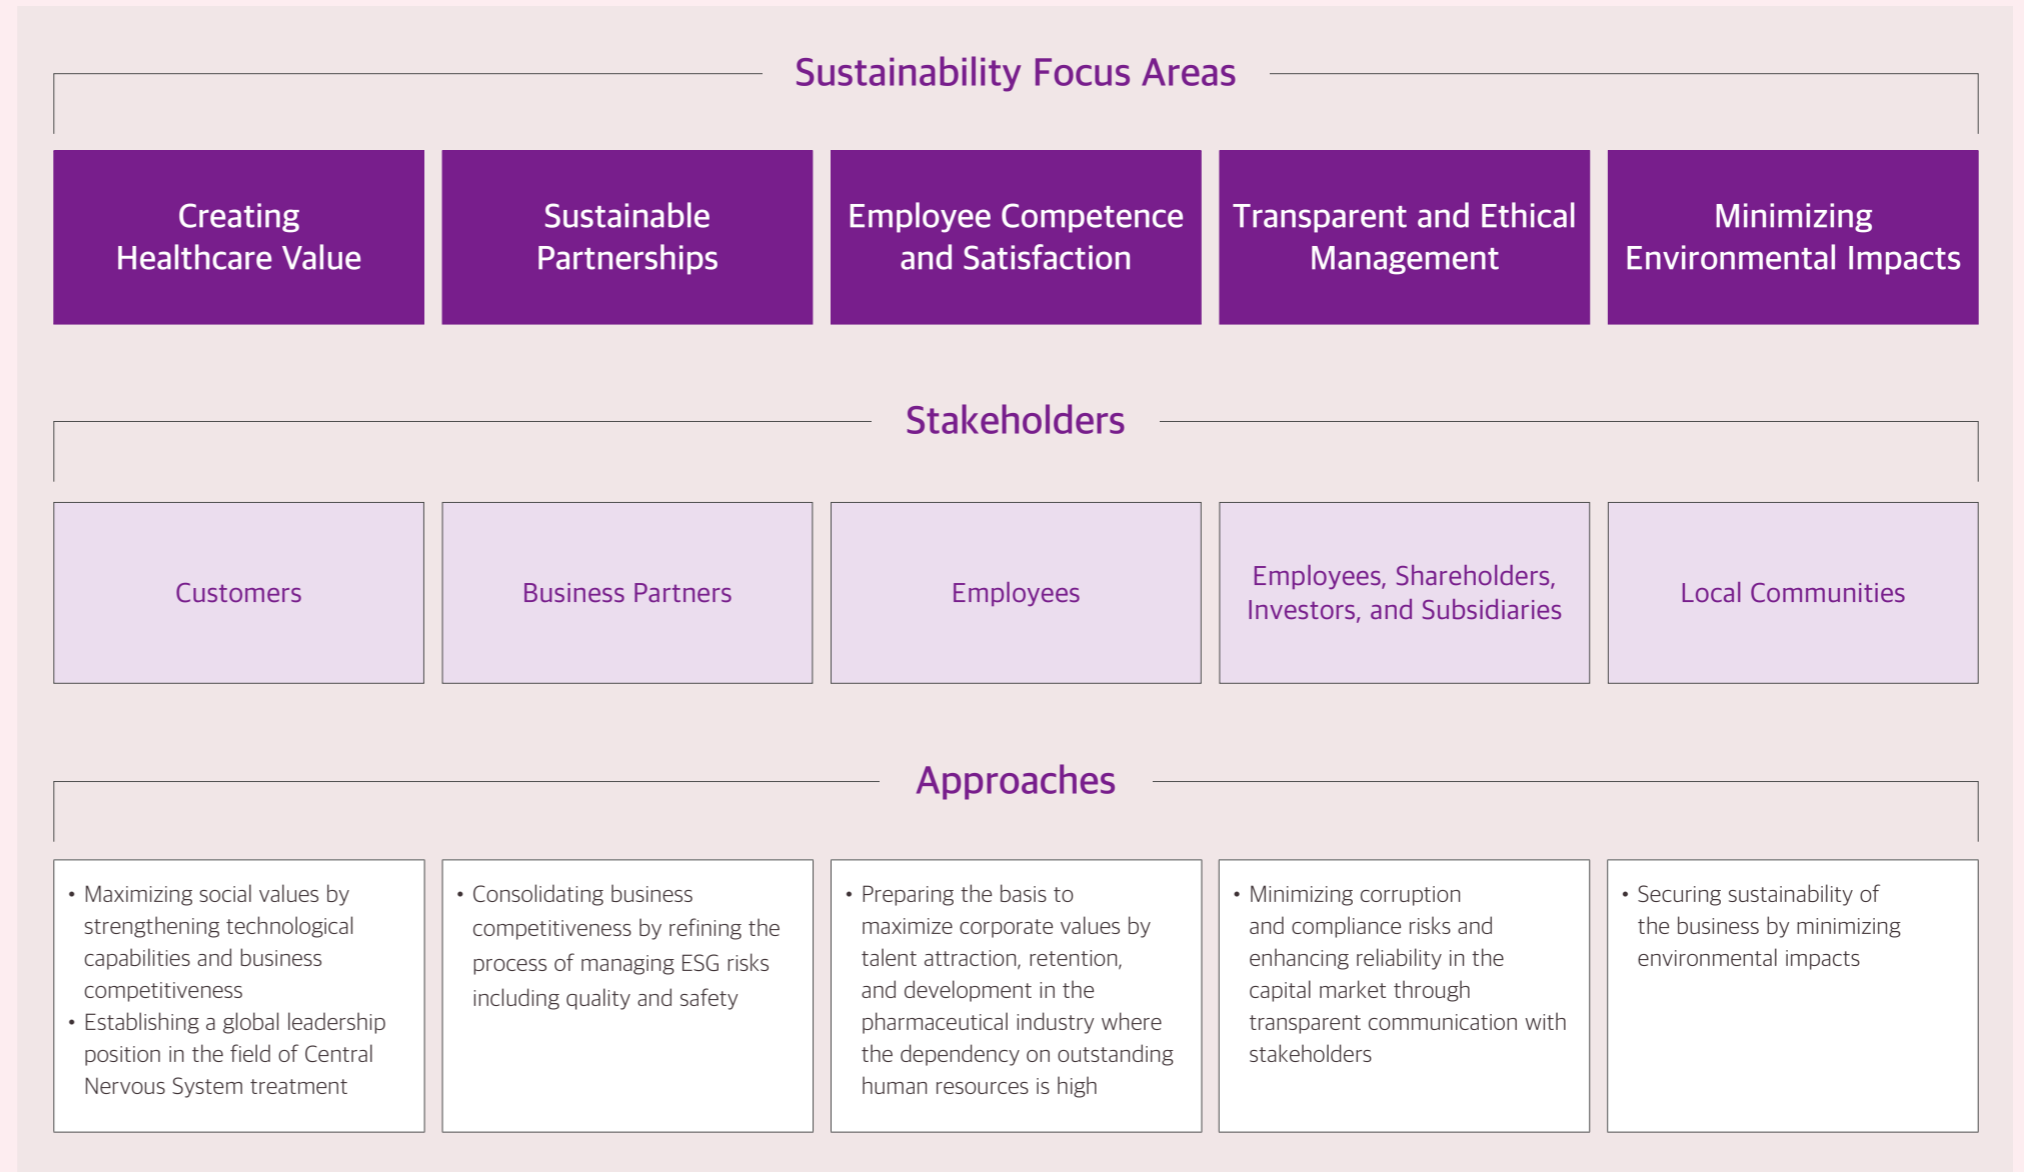 Sustainability Focus Areas
Creating
Healthcare Value
Sustainable
Partnerships
Employee Competence
and Satisfaction
Transparent and Ethical
Management
Minimizing
Environmental Impacts
Stakeholders
Customers
Business Partners
Employees
Employees, Shareholders,
Investors, and Subsidiaries
Local Communities
Approaches
• Maximizing social values by
strengthening technological
capabilities and business
competitiveness
• Establishing a global leadership
position in the field of Central
Nervous System treatment
• Consolidating business
competitiveness by refining the
process of managing ESG risks
including quality and safety
• Preparing the basis to
maximize corporate values by
talent attraction, retention,
and development in the
pharmaceutical industry where
the dependency on outstanding
human resources is high
• Minimizing corruption
and compliance risks and
enhancing reliability in the
capital market through
transparent communication with
stakeholders
• Securing sustainability of
the business by minimizing
environmental impacts